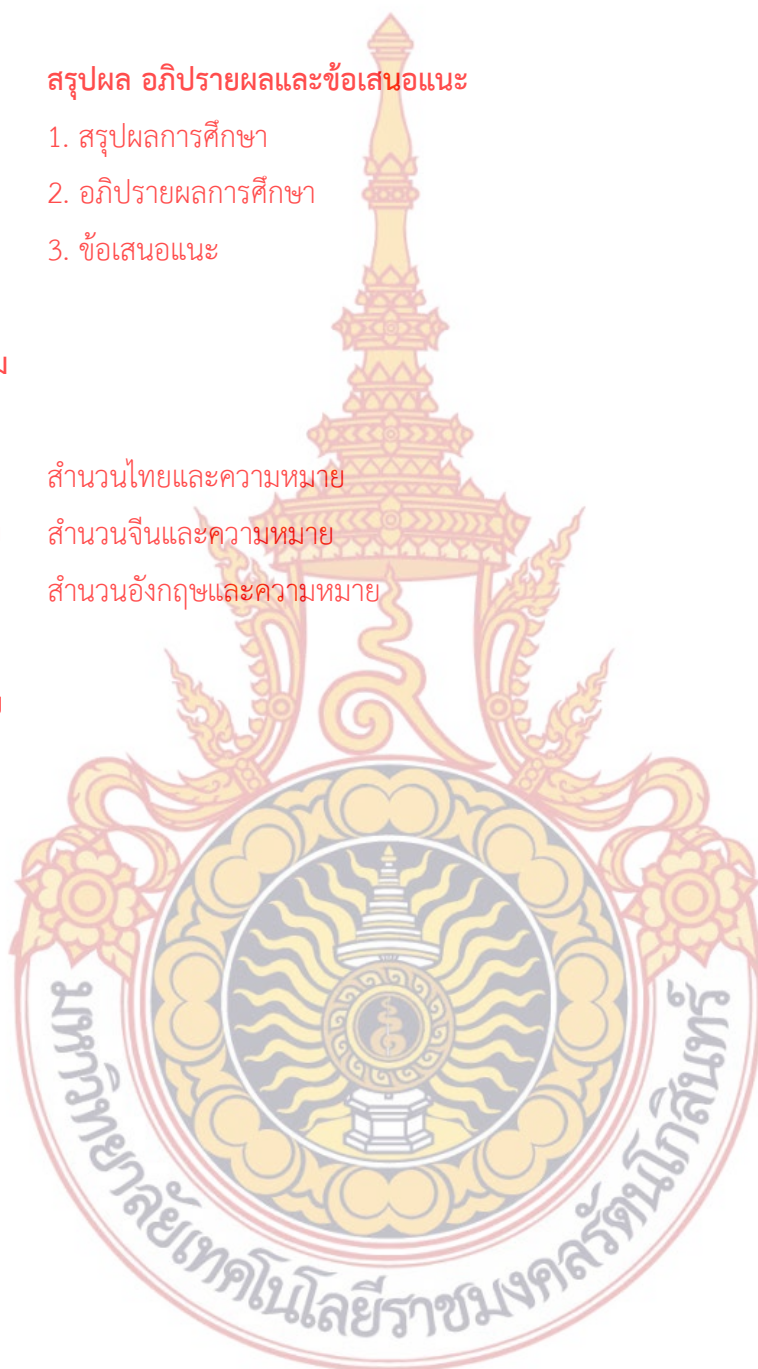 สรุปผล อภิปรายผลและข้อเสนอแนะ
1. สรุปผลการศึกษา
2. อภิปรายผลการศึกษา
3. ข้อเสนอแนะ
สำนวนไทยและความหมาย
สำนวนจีนและความหมาย
สำนวนอังกฤษและความหมาย
มหาวิทยาลัยเทคโนโลยีราชมงคลรัตนโกสินทร์